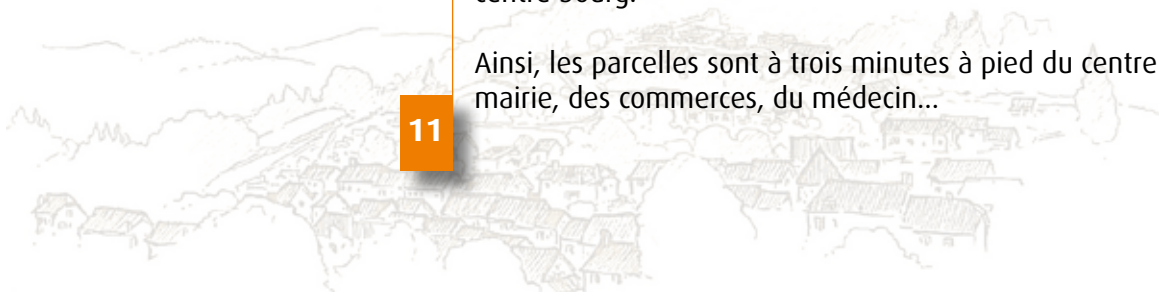 centre bourg.
Ainsi, les parcelles sont à trois minutes à pied du centre
mairie, des commerces, du médecin...
11